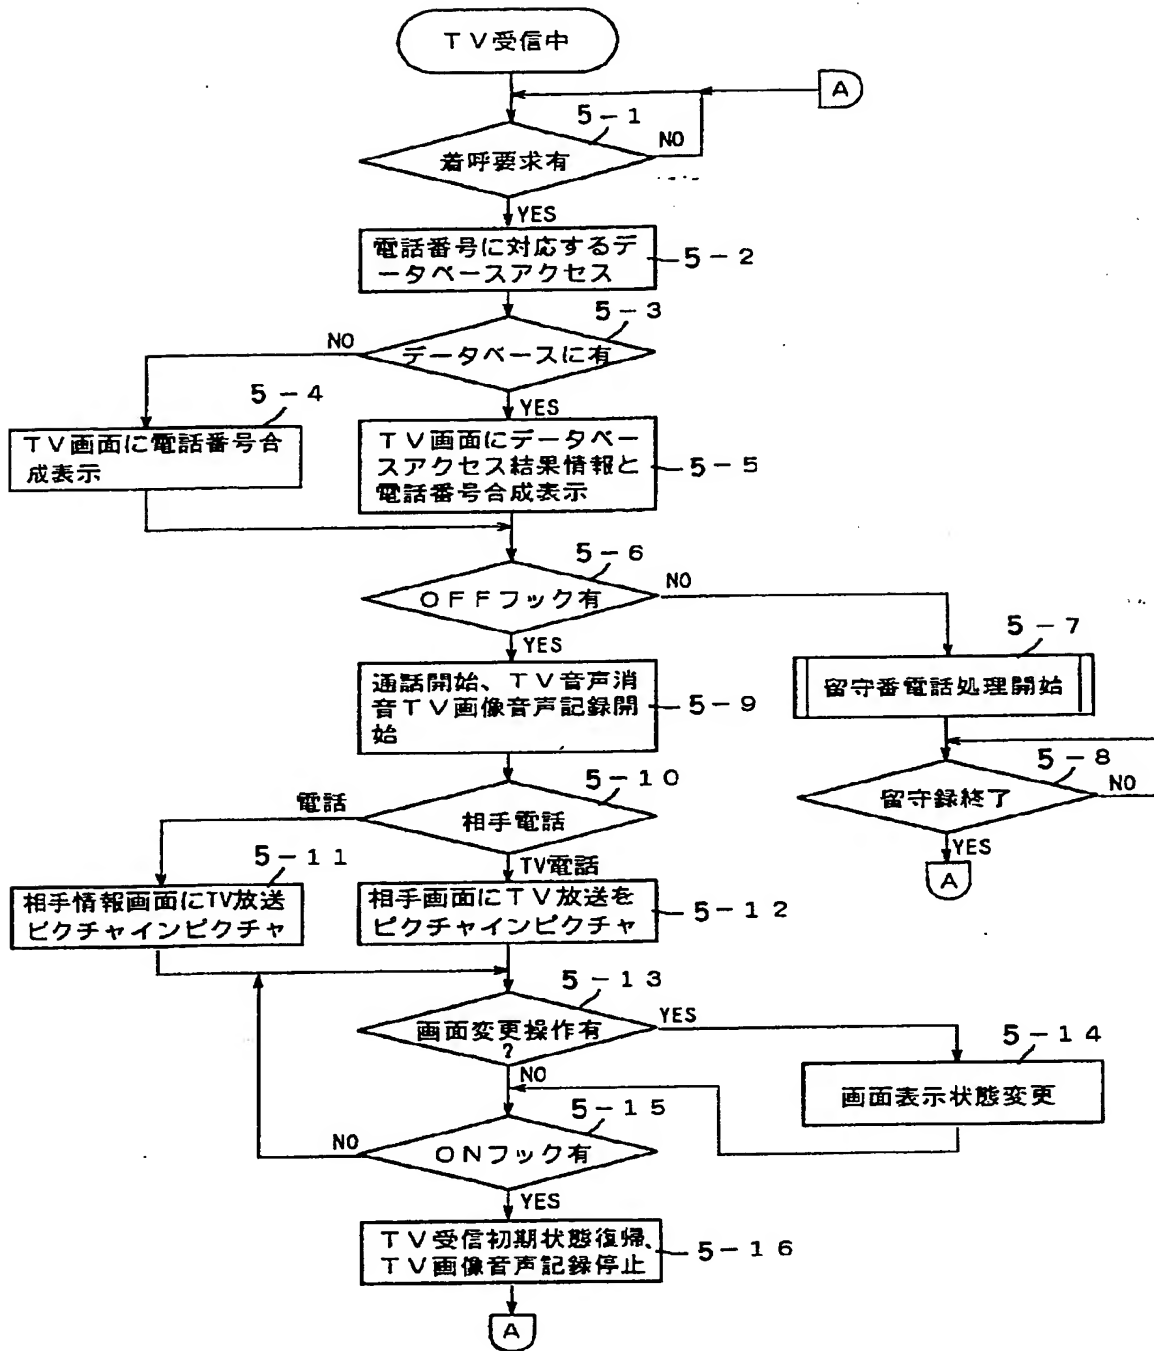 TV受信中
A
5-1
NO
着呼要求有
YES
電話番号に対応するデ
ータベースアクセス
5-2
5-3
NO
データベースに有
5-4
YES
TV画面に電話番号合
成表示
TV画面にデータベー
スアクセス結果情報と
電話番号合成表示
5-5
5-6
NO
OFFフック有
YES
5-7
留守番電話処理開始
通話開始、TV音声消
音TV画像音声記録開
始
5-9
5-8
NO
留守録終了
YES
A
5-10
電話
相手電話
TV電話
5-11
相手情報画面にTV放送
ピクチャインピクチャ
相手画面にTV放送を
ピクチャインピクチャ
5-12
5-13
YES
画面変更操作有
?
NO
5-14
画面表示状態変更
5-15
NO
ONフック有
YES
TV受信初期状態復帰、
TV画像音声記録停止
5-16
A